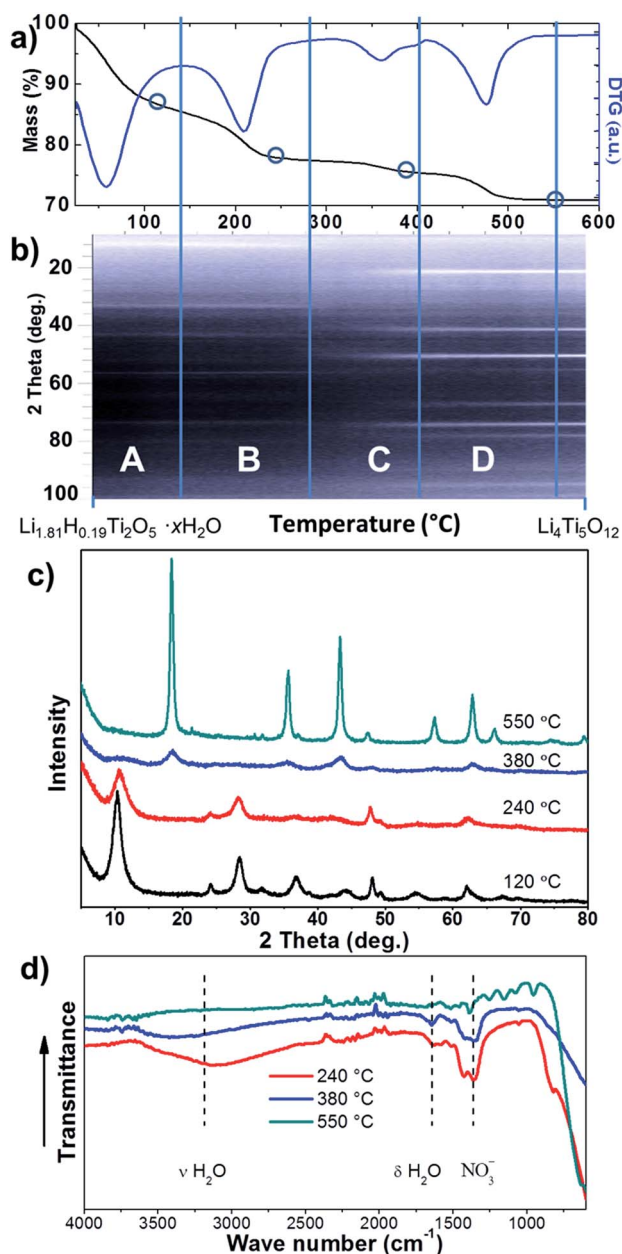 a)
Mass (%)
100
90
80
70
DTG (a.u.)
100 200 300 400 500 600
b)
2 Theta (deg.)
20
40
60
80
100
A B C D
Li1.81H0.19Ti2O5 ·xH2O Temperature (°C) Li4Ti5O12
c)
Intensity
550 °C
380 °C
240 °C
120 °C
10 20 30 40 50 60 70 80
2 Theta (deg.)
d)
Transmittance
240 °C
380 °C
550 °C
ν H2O δ H2O NO3−
4000 3500 3000 2500 2000 1500 1000
Wave number (cm-1)